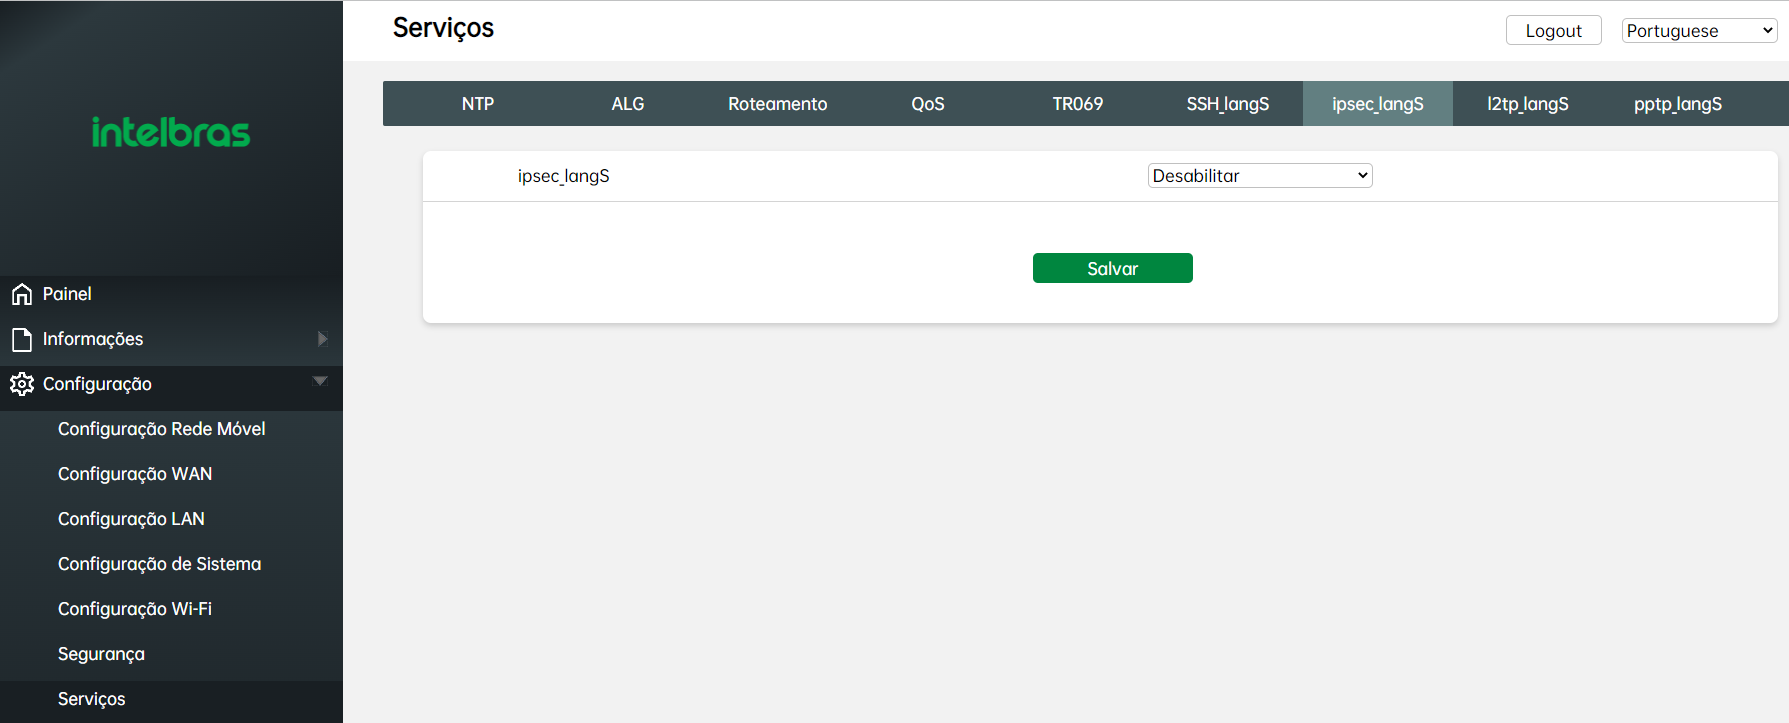 intelbras
Painel
Informações
Configuração
Configuração Rede Móvel
Configuração WAN
Configuração LAN
Configuração de Sistema
Configuração Wi-Fi
Segurança
Serviços
Serviços
Logout
Portuguese
NTP ALG Roteamento QoS TR069 SSH_langS ipsec_langS l2tp_langS pptp_langS
ipsec_langS Desabilitar
Salvar